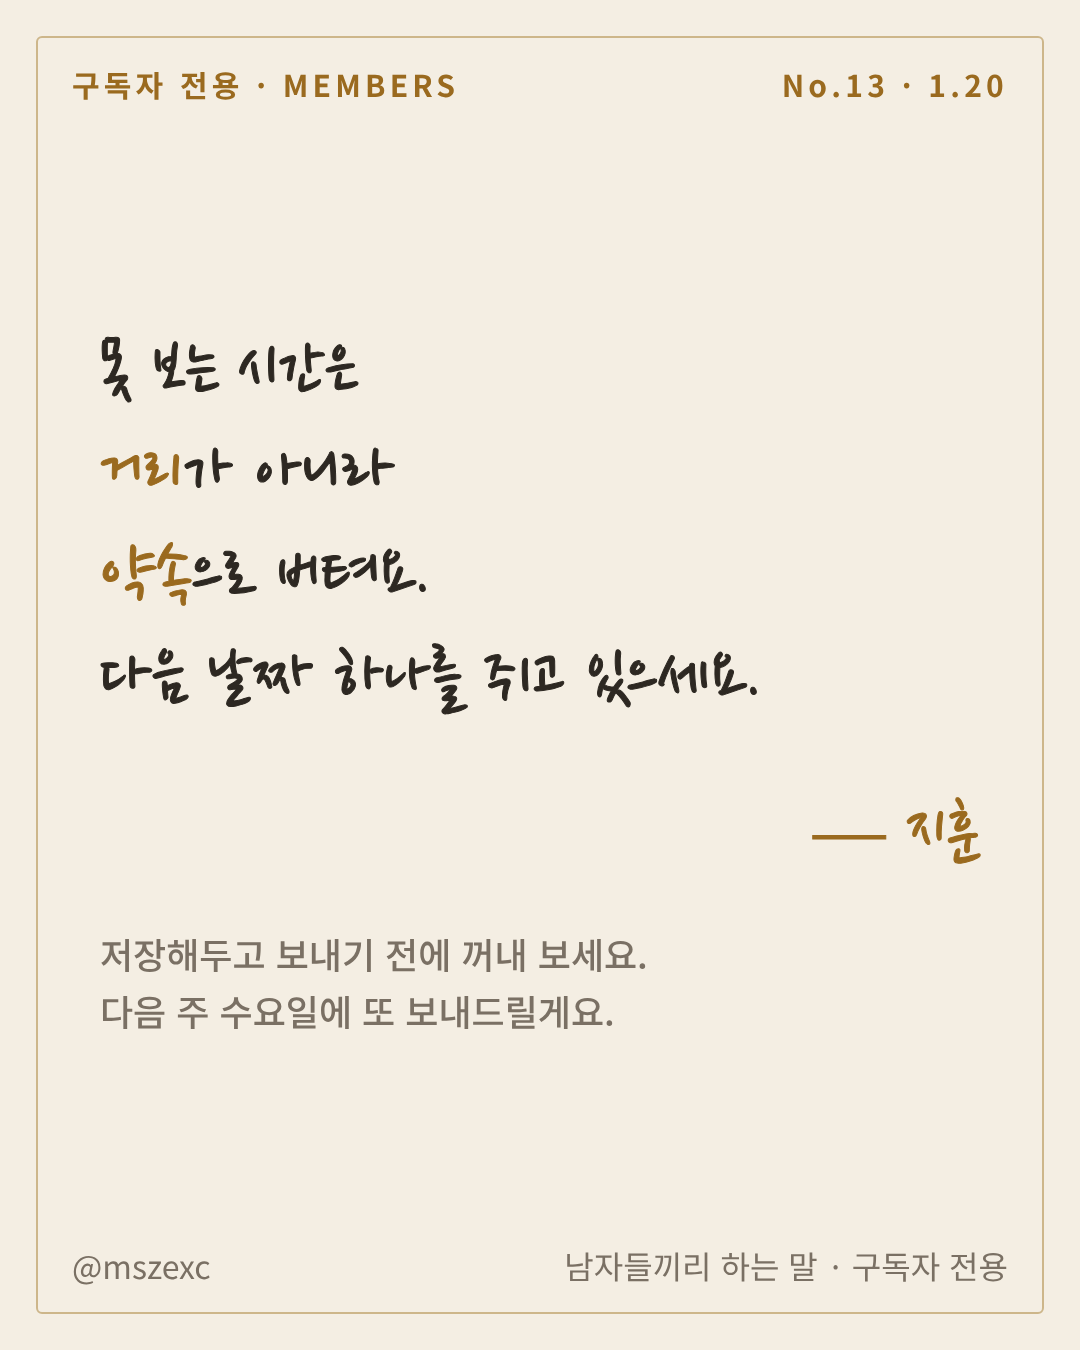 구독자 전용 · MEMBERS
No.13 · 1.20
못 보는 시간은
거리가 아니라
약속으로 버텨요.
다음 날짜 하나를 쥐고 있으세요.
— 지훈
저장해두고 보내기 전에 꺼내 보세요.
다음 주 수요일에 또 보내드릴게요.
@mszexc
남자들끼리 하는 말 · 구독자 전용